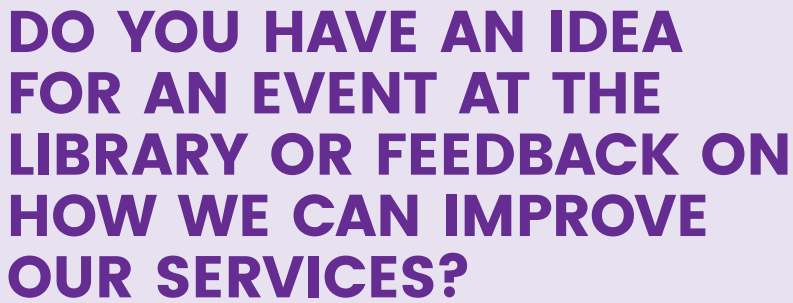 DO YOU HAVE AN IDEA
FOR AN EVENT AT THE
LIBRARY OR FEEDBACK ON
HOW WE CAN IMPROVE
OUR SERVICES?